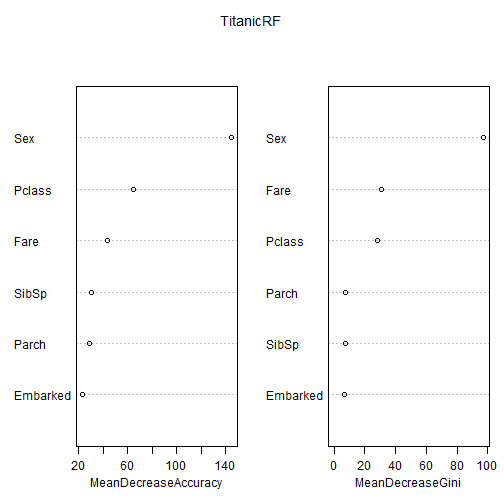 TitanicRF
Sex
Pclass
Fare
SibSp
Parch
Embarked
20 60 100 140
MeanDecreaseAccuracy
Sex
Fare
Pclass
Parch
SibSp
Embarked
0 20 40 60 80 100
MeanDecreaseGini